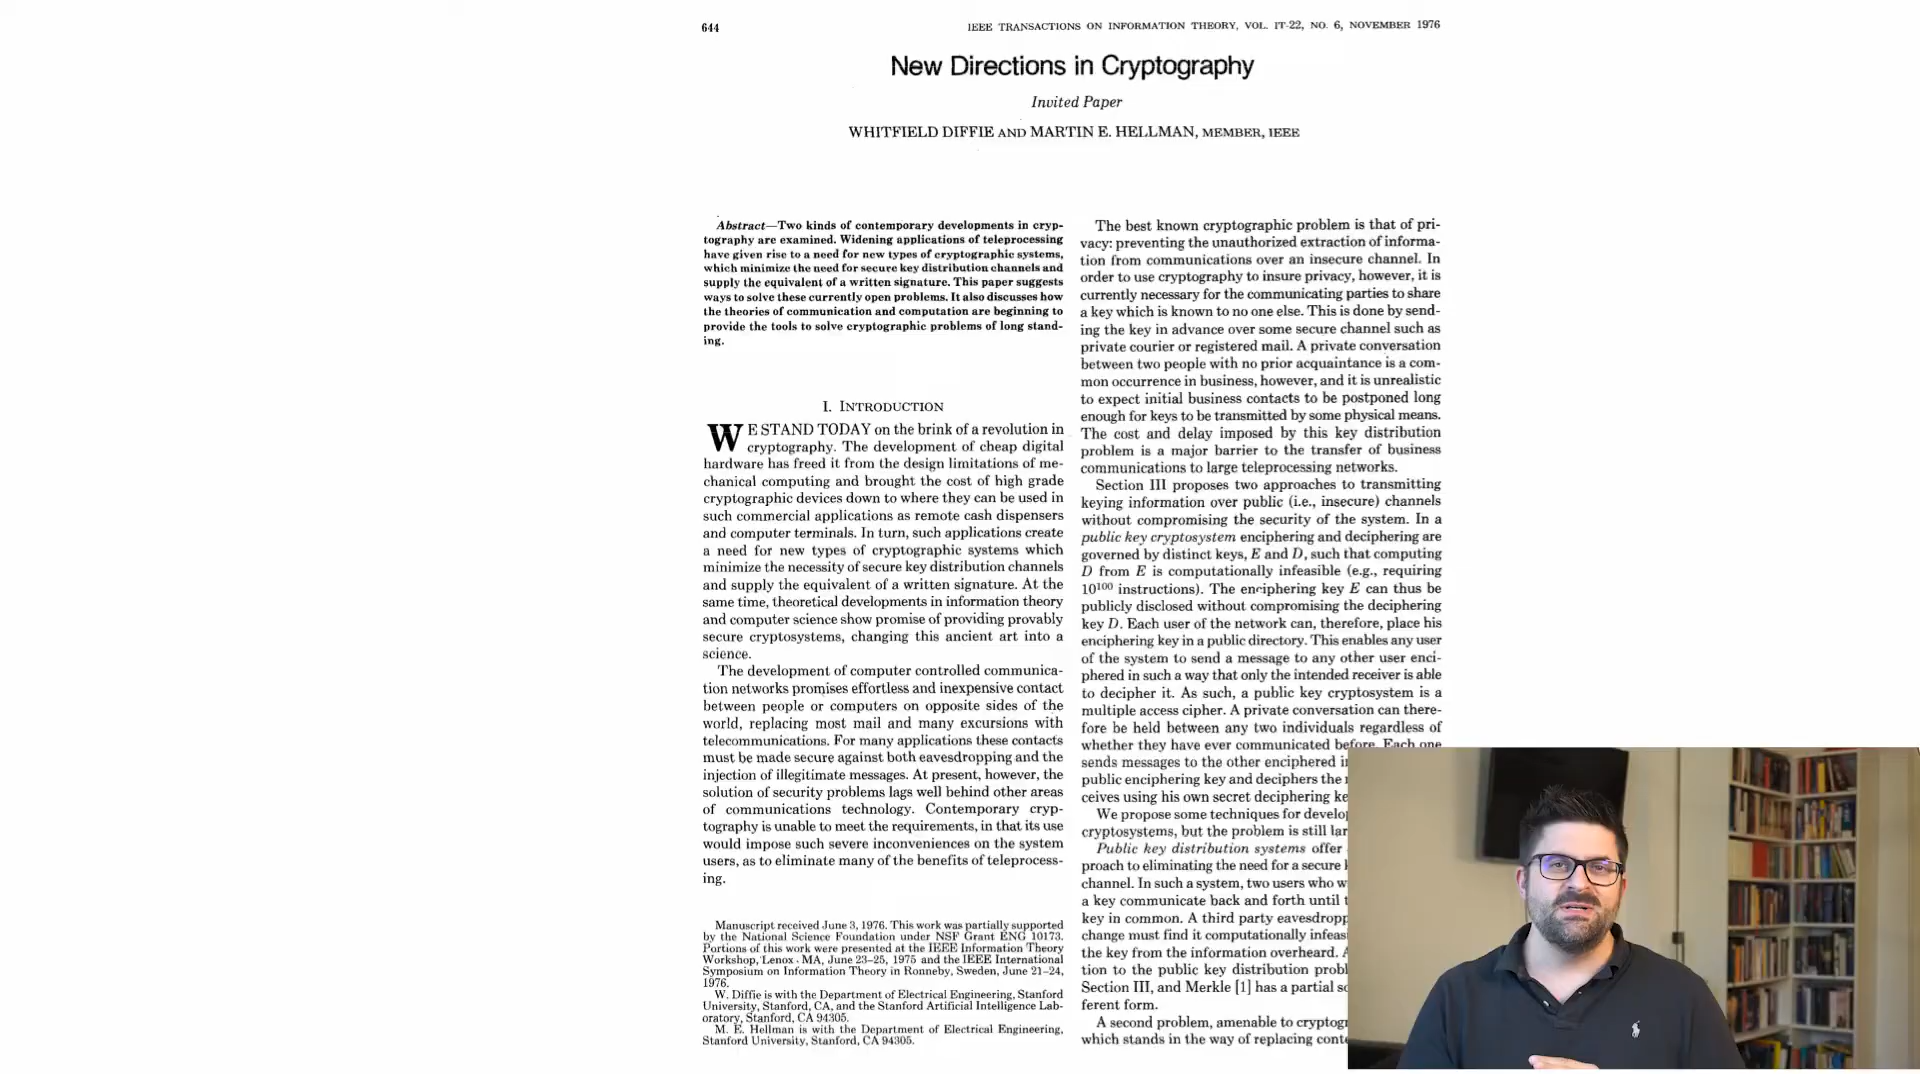 644
IEEE TRANSACTIONS ON INFORMATION THEORY, VOL. IT-22, NO. 6, NOVEMBER 1976
New Directions in Cryptography
Invited Paper
WHITFIELD DIFFIE AND MARTIN E. HELLMAN, MEMBER, IEEE
Abstract—Two kinds of contemporary developments in cryp-
tography are examined. Widening applications of teleprocessing
have given rise to a need for new types of cryptographic systems,
which minimize the need for secure key distribution channels and
supply the equivalent of a written signature. This paper suggests
ways to solve these currently open problems. It also discusses how
the theories of communication and computation are beginning to
provide the tools to solve cryptographic problems of long stand-
ing.
I. INTRODUCTION
WE STAND TODAY on the brink of a revolution in
cryptography. The development of cheap digital
hardware has freed it from the design limitations of me-
chanical computing and brought the cost of high grade
cryptographic devices down to where they can be used in
such commercial applications as remote cash dispensers
and computer terminals. In turn, such applications create
a need for new types of cryptographic systems which
minimize the necessity of secure key distribution channels
and supply the equivalent of a written signature. At the
same time, theoretical developments in information theory
and computer science show promise of providing provably
secure cryptosystems, changing this ancient art into a
science.
The development of computer controlled communica-
tion networks promises effortless and inexpensive contact
between people or computers on opposite sides of the
world, replacing most mail and many excursions with
telecommunications. For many applications these contacts
must be made secure against both eavesdropping and the
injection of illegitimate messages. At present, however, the
solution of security problems lags well behind other areas
of communications technology. Contemporary cryp-
tography is unable to meet the requirements, in that its use
would impose such severe inconveniences on the system
users, as to eliminate many of the benefits of teleprocess-
ing.
Manuscript received June 3, 1976. This work was partially supported
by the National Science Foundation under NSF Grant ENG 10173.
Portions of this work were presented at the IEEE Information Theory
Workshop, Lenox, MA, June 23–25, 1975 and the IEEE International
Symposium on Information Theory in Ronneby, Sweden, June 21–24,
1976.
W. Diffie is with the Department of Electrical Engineering, Stanford
University, Stanford, CA, and the Stanford Artificial Intelligence Lab-
oratory, Stanford, CA 94305.
M. E. Hellman is with the Department of Electrical Engineering,
Stanford University, Stanford, CA 94305.
The best known cryptographic problem is that of pri-
vacy: preventing the unauthorized extraction of informa-
tion from communications over an insecure channel. In
order to use cryptography to insure privacy, however, it is
currently necessary for the communicating parties to share
a key which is known to no one else. This is done by send-
ing the key in advance over some secure channel such as
private courier or registered mail. A private conversation
between two people with no prior acquaintance is a com-
mon occurrence in business, however, and it is unrealistic
to expect initial business contacts to be postponed long
enough for keys to be transmitted by some physical means.
The cost and delay imposed by this key distribution
problem is a major barrier to the transfer of business
communications to large teleprocessing networks.
Section III proposes two approaches to transmitting
keying information over public (i.e., insecure) channels
without compromising the security of the system. In a
public key cryptosystem enciphering and deciphering are
governed by distinct keys, E and D, such that computing
D from E is computationally infeasible (e.g., requiring
10¹⁰⁰ instructions). The enciphering key E can thus be
publicly disclosed without compromising the deciphering
key D. Each user of the network can, therefore, place his
enciphering key in a public directory. This enables any user
of the system to send a message to any other user enci-
phered in such a way that only the intended receiver is able
to decipher it. As such, a public key cryptosystem is a
multiple access cipher. A private conversation can there-
fore be held between any two individuals regardless of
whether they have ever communicated before. Each one
sends messages to the other enciphered
public enciphering key and deciphers the
ceives using his own secret deciphering
We propose some techniques for
cryptosystems, but the problem is still
Public key distribution systems offer
proach to eliminating the need for a secure
channel. In such a system, two users who
a key communicate back and forth until
key in common. A third party
change must find it computationally
the key from the information overheard.
tion to the public key distribution
Section III, and Merkle [1] has a partial
ferent form.
A second problem, amenable to
which stands in the way of replacing